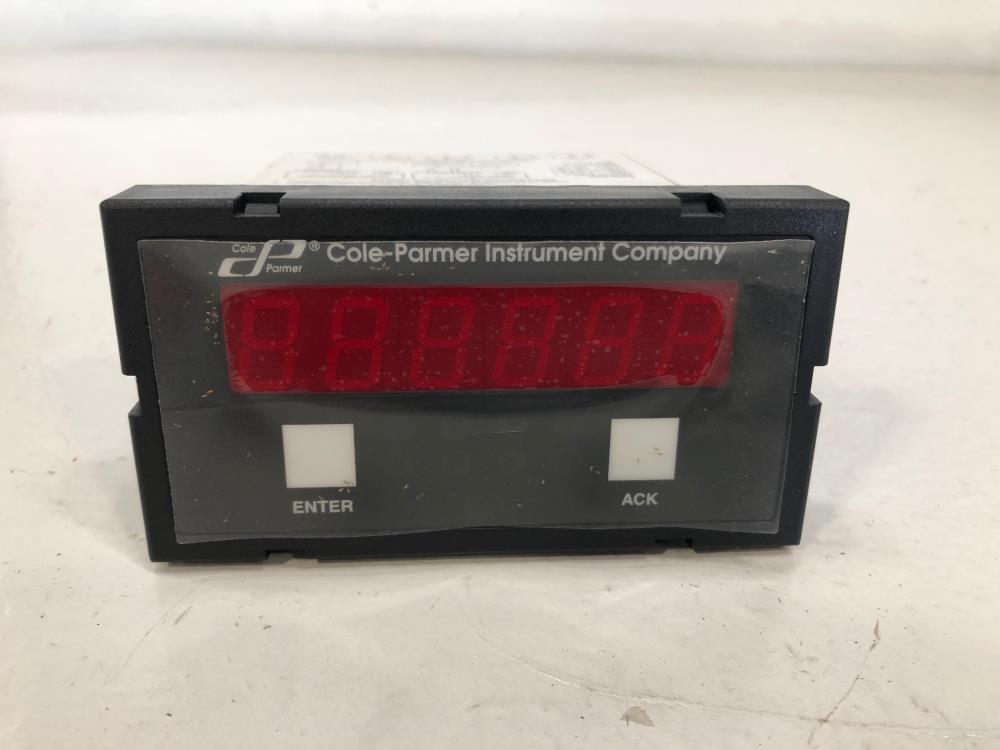 Cole
Parmer
® Cole-Parmer Instrument Company
ENTER
ACK